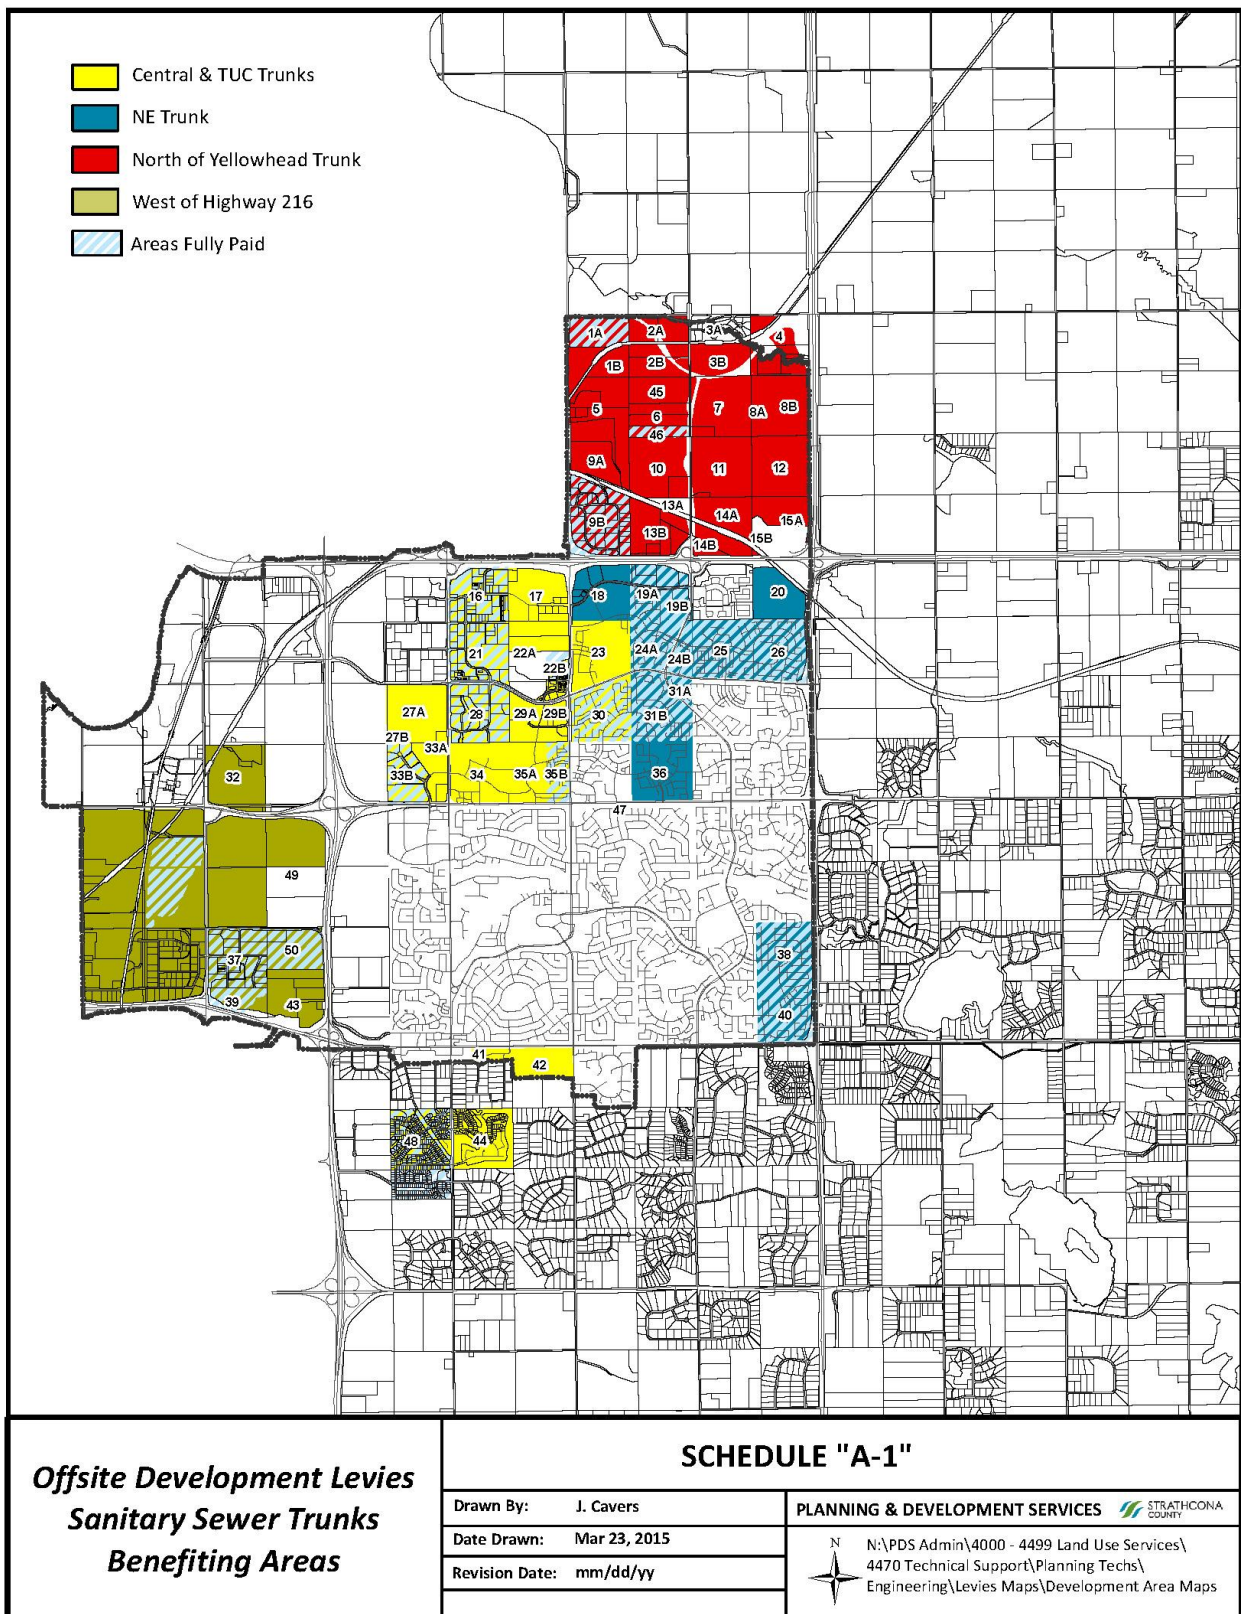 Central & TUC Trunks
NE Trunk
North of Yellowhead Trunk
West of Highway 216
Areas Fully Paid
1A
2A
3A
4
1B
2B
3B
45
5
6
7
8A
8B
46
9A
10
11
12
13A
14A
15A
9B
13B
14B
15B
16
17
18
19A
19B
20
21
22A
22B
23
24A
24B
25
26
27A
28
29A
29B
30
31A
31B
27B
33A
32
33B
34
35A
35B
36
47
49
37
50
38
39
43
40
41
42
48
44
Offsite Development Levies
Sanitary Sewer Trunks
Benefiting Areas
SCHEDULE "A-1"
Drawn By: J. Cavers
Date Drawn: Mar 23, 2015
Revision Date: mm/dd/yy
PLANNING & DEVELOPMENT SERVICES
STRATHCONA
COUNTY
N
N:\PDS Admin\4000 - 4499 Land Use Services\
4470 Technical Support\Planning Techs\
Engineering\Levies Maps\Development Area Maps